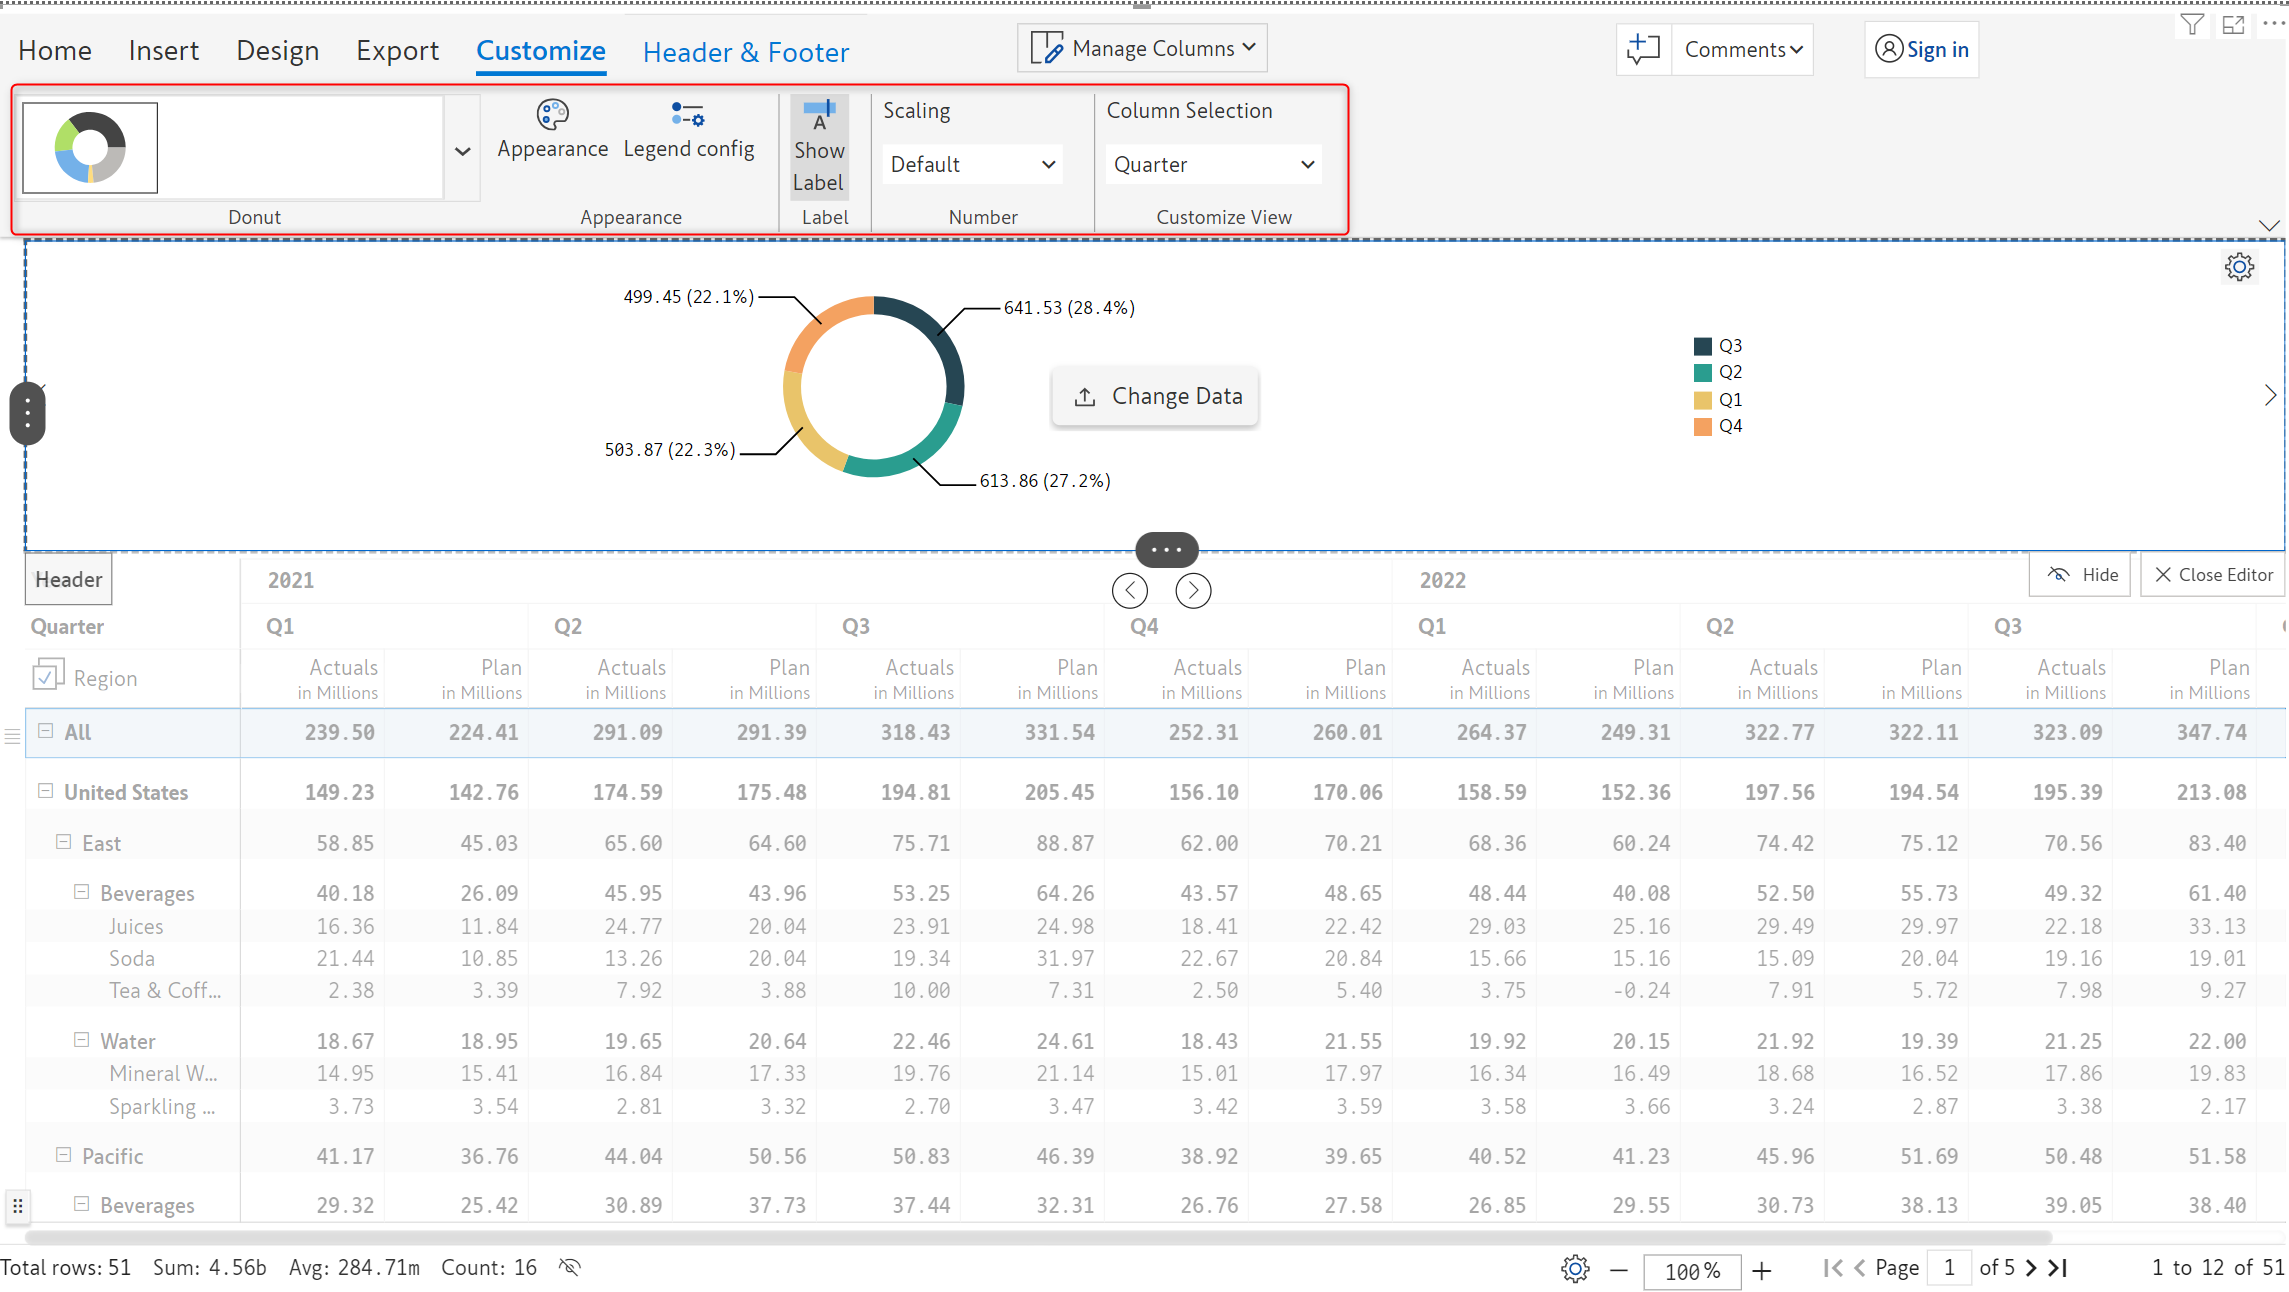 Home Insert Design Export Customize Header & Footer Manage Columns Comments Sign in
Appearance Legend config
Show
Label
Scaling
Default
Column Selection
Quarter
Donut Appearance Label Number Customize View
499.45 (22.1%)
641.53 (28.4%)
503.87 (22.3%)
613.86 (27.2%)
Change Data
Q3
Q2
Q1
Q4
Header 2021 2022 Hide Close Editor
Quarter Q1 Q2 Q3 Q4 Q1 Q2 Q3
Region Actuals Plan Actuals Plan Actuals Plan Actuals Plan Actuals Plan Actuals Plan Actuals Plan
in Millions in Millions in Millions in Millions in Millions in Millions in Millions in Millions in Millions in Millions in Millions in Millions in Millions in Millions
All 239.50 224.41 291.09 291.39 318.43 331.54 252.31 260.01 264.37 249.31 322.77 322.11 323.09 347.74
United States 149.23 142.76 174.59 175.48 194.81 205.45 156.10 170.06 158.59 152.36 197.56 194.54 195.39 213.08
East 58.85 45.03 65.60 64.60 75.71 88.87 62.00 70.21 68.36 60.24 74.42 75.12 70.56 83.40
Beverages 40.18 26.09 45.95 43.96 53.25 64.26 43.57 48.65 48.44 40.08 52.50 55.73 49.32 61.40
Juices 16.36 11.84 24.77 20.04 23.91 24.98 18.41 22.42 29.03 25.16 29.49 29.97 22.18 33.13
Soda 21.44 10.85 13.26 20.04 19.34 31.97 22.67 20.84 15.66 15.16 15.09 20.04 19.16 19.01
Tea & Coff... 2.38 3.39 7.92 3.88 10.00 7.31 2.50 5.40 3.75 -0.24 7.91 5.72 7.98 9.27
Water 18.67 18.95 19.65 20.64 22.46 24.61 18.43 21.55 19.92 20.15 21.92 19.39 21.25 22.00
Mineral W... 14.95 15.41 16.84 17.33 19.76 21.14 15.01 17.97 16.34 16.49 18.68 16.52 17.86 19.83
Sparkling ... 3.73 3.54 2.81 3.32 2.70 3.47 3.42 3.59 3.58 3.66 3.24 2.87 3.38 2.17
Pacific 41.17 36.76 44.04 50.56 50.83 46.39 38.92 39.65 40.52 41.23 45.96 51.69 50.48 51.58
Beverages 29.32 25.42 30.89 37.73 37.44 32.31 26.76 27.58 26.85 29.55 30.73 38.13 39.05 38.40
Total rows: 51 Sum: 4.56b Avg: 284.71m Count: 16 100% Page 1 of 5 1 to 12 of 51